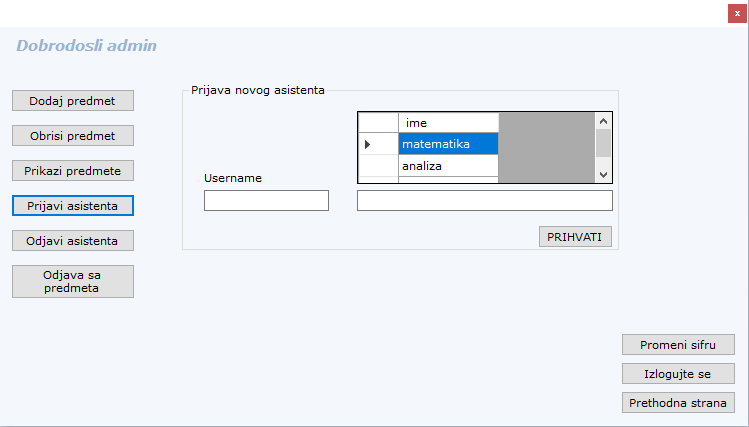 x
Dobrodosli admin
Dodaj predmet
Obrisi predmet
Prikazi predmete
Prijavi asistenta
Odjavi asistenta
Odjava sa
predmeta
Prijava novog asistenta
ime
matematika
analiza
Username
PRIHVATI
Promeni sifru
Izlogujte se
Prethodna strana